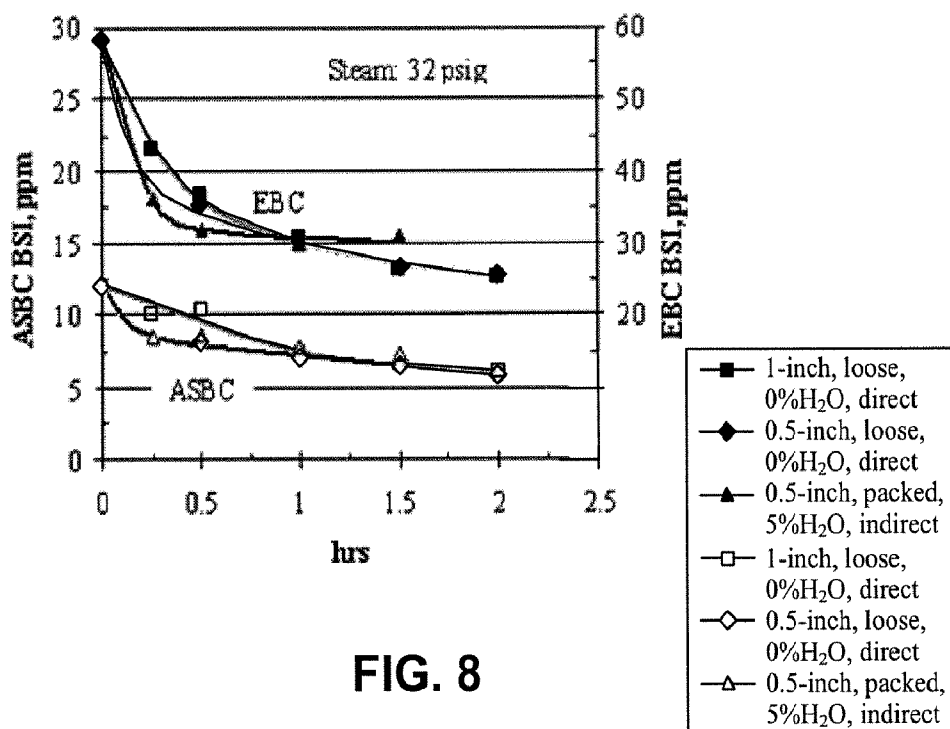 30
25
20
15
10
5
0
ASBC BSI, ppm
60
50
40
30
20
10
0
EBC BSI, ppm
Steam: 32 psig
EBC
ASBC
0 0.5 1 1.5 2 2.5
hrs
1-inch, loose,
0%H₂O, direct
0.5-inch, loose,
0%H₂O, direct
0.5-inch, packed,
5%H₂O, indirect
1-inch, loose,
0%H₂O, direct
0.5-inch, loose,
0%H₂O, direct
0.5-inch, packed,
5%H₂O, indirect
FIG. 8